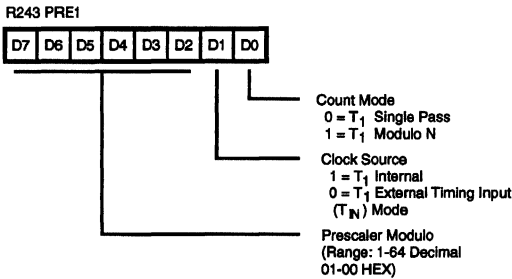 R243 PRE1
D7 D6 D5 D4 D3 D2 D1 D0
Count Mode
0 = T1 Single Pass
1 = T1 Modulo N
Clock Source
1 = T1 Internal
0 = T1 External Timing Input
(TIN) Mode
Prescaler Modulo
(Range: 1-64 Decimal
01-00 HEX)